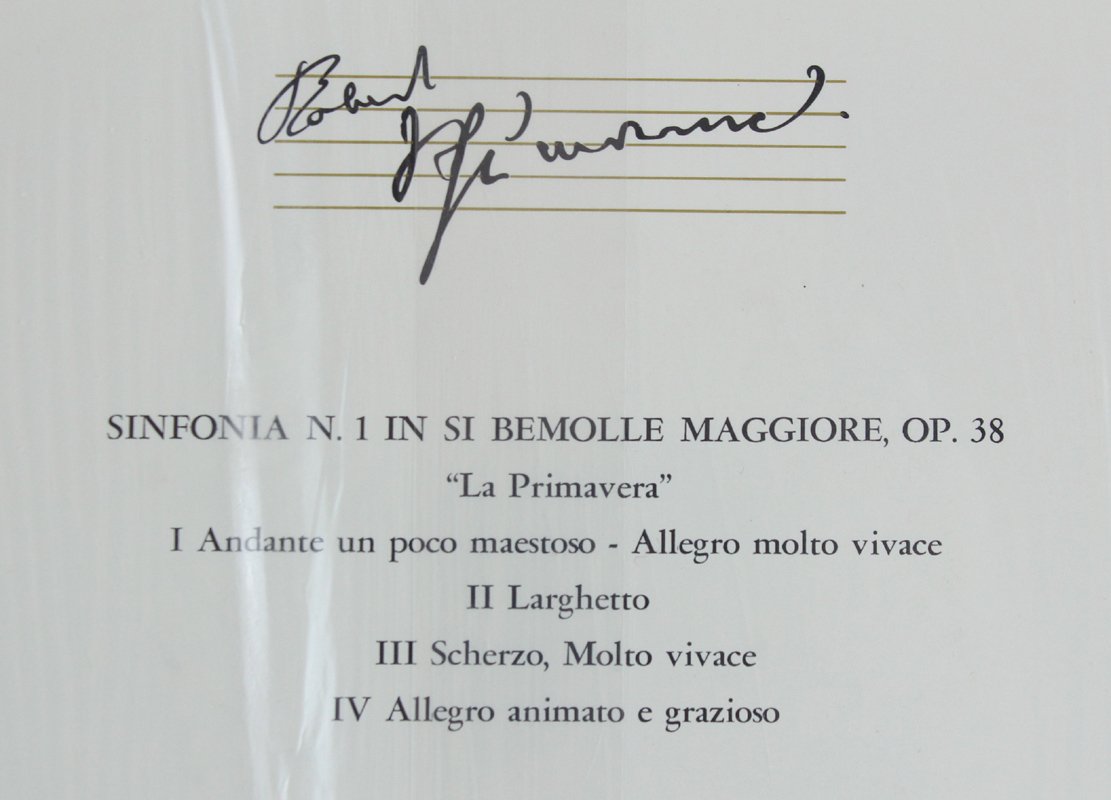 Robert
Schumann.
SINFONIA N. 1 IN SI BEMOLLE MAGGIORE, OP. 38
“La Primavera”
I Andante un poco maestoso - Allegro molto vivace
II Larghetto
III Scherzo, Molto vivace
IV Allegro animato e grazioso